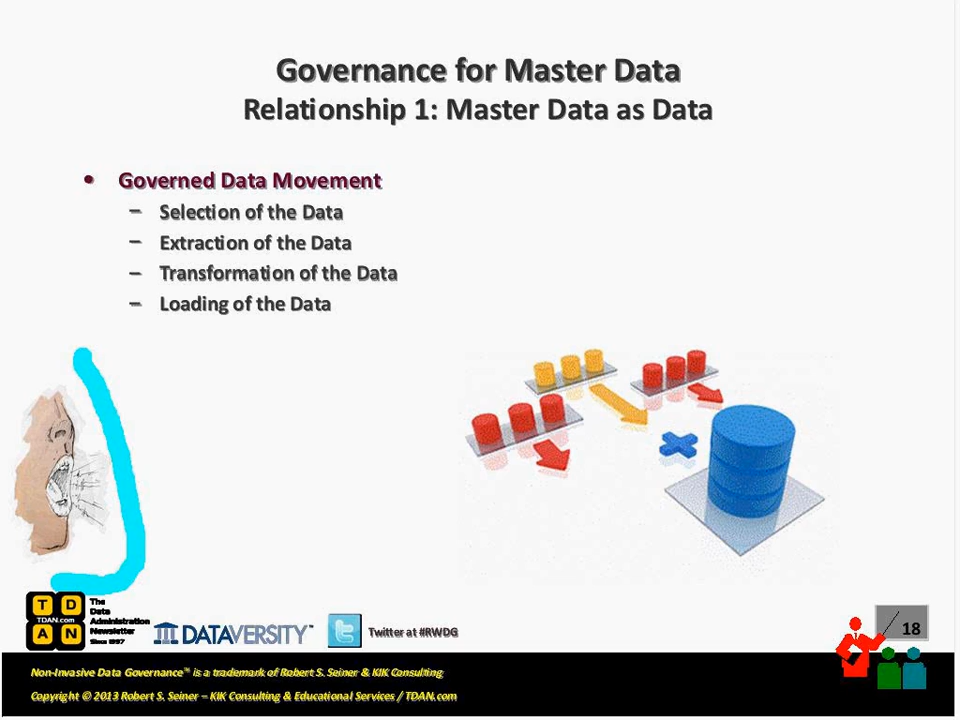 Governance for Master Data
Relationship 1: Master Data as Data
• Governed Data Movement
– Selection of the Data
– Extraction of the Data
– Transformation of the Data
– Loading of the Data
T D
TDAN.com
A N
The
Data
Administration
Newsletter
Since 1997
DATAVERSITY™
Twitter at #RWDG
18
Non-Invasive Data Governance™ is a trademark of Robert S. Seiner & KIK Consulting
Copyright © 2013 Robert S. Seiner – KIK Consulting & Educational Services / TDAN.com